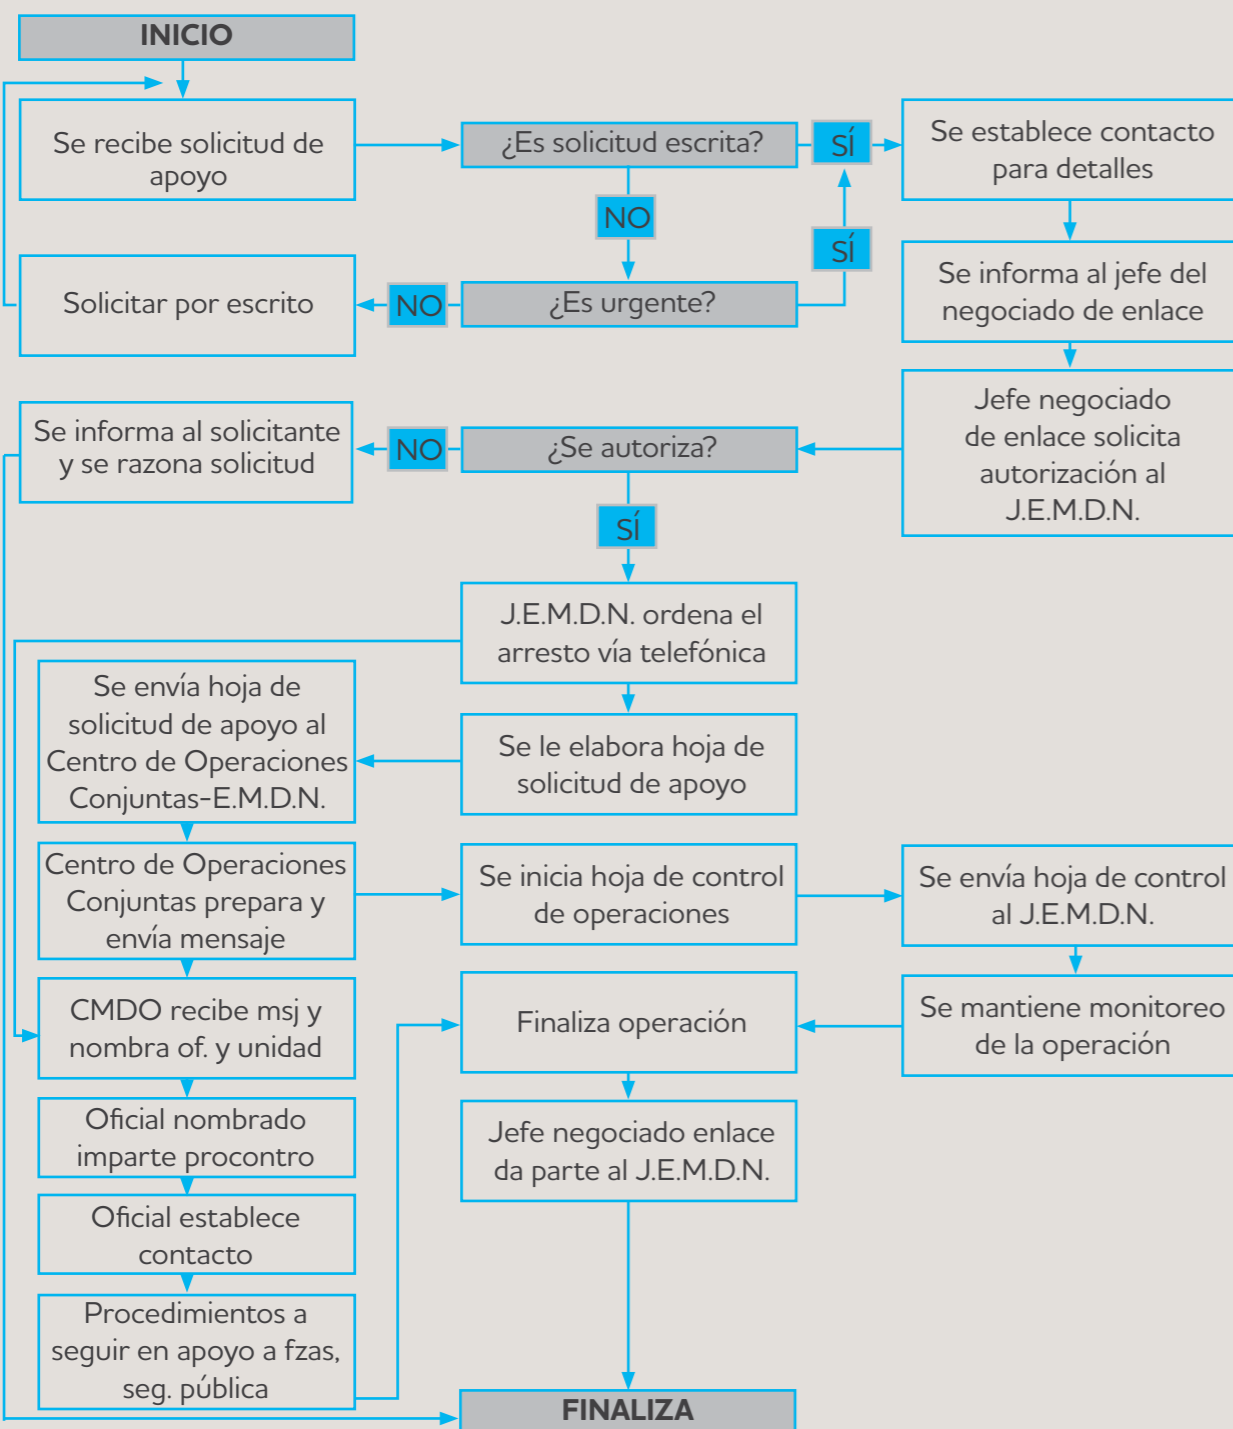 INICIO
Se recibe solicitud de
apoyo
¿Es solicitud escrita?
SÍ
Se establece contacto
para detalles
NO
SÍ
Solicitar por escrito
NO
¿Es urgente?
Se informa al jefe del
negociado de enlace
Se informa al solicitante
y se razona solicitud
NO
¿Se autoriza?
Jefe negociado
de enlace solicita
autorización al
J.E.M.D.N.
SÍ
J.E.M.D.N. ordena el
arresto vía telefónica
Se envía hoja de
solicitud de apoyo al
Centro de Operaciones
Conjuntas-E.M.D.N.
Se le elabora hoja de
solicitud de apoyo
Centro de Operaciones
Conjuntas prepara y
envía mensaje
Se inicia hoja de control
de operaciones
Se envía hoja de control
al J.E.M.D.N.
CMDO recibe msj y
nombra of. y unidad
Finaliza operación
Se mantiene monitoreo
de la operación
Oficial nombrado
imparte procontro
Jefe negociado enlace
da parte al J.E.M.D.N.
Oficial establece
contacto
Procedimientos a
seguir en apoyo a fzas,
seg. pública
FINALIZA